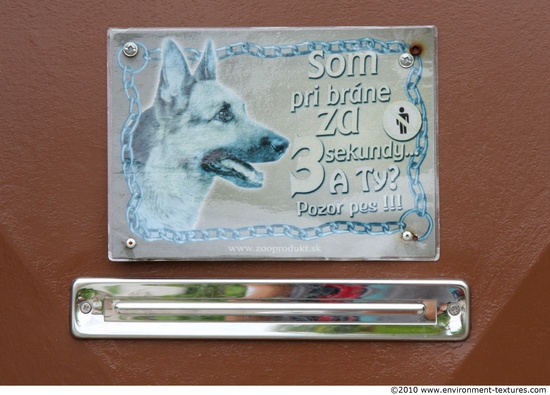 Som
pri bráne
za
3 sekundy...
A Ty?
Pozor pes !!!
www.zooprodukt.sk
©2010 www.environment-textures.com